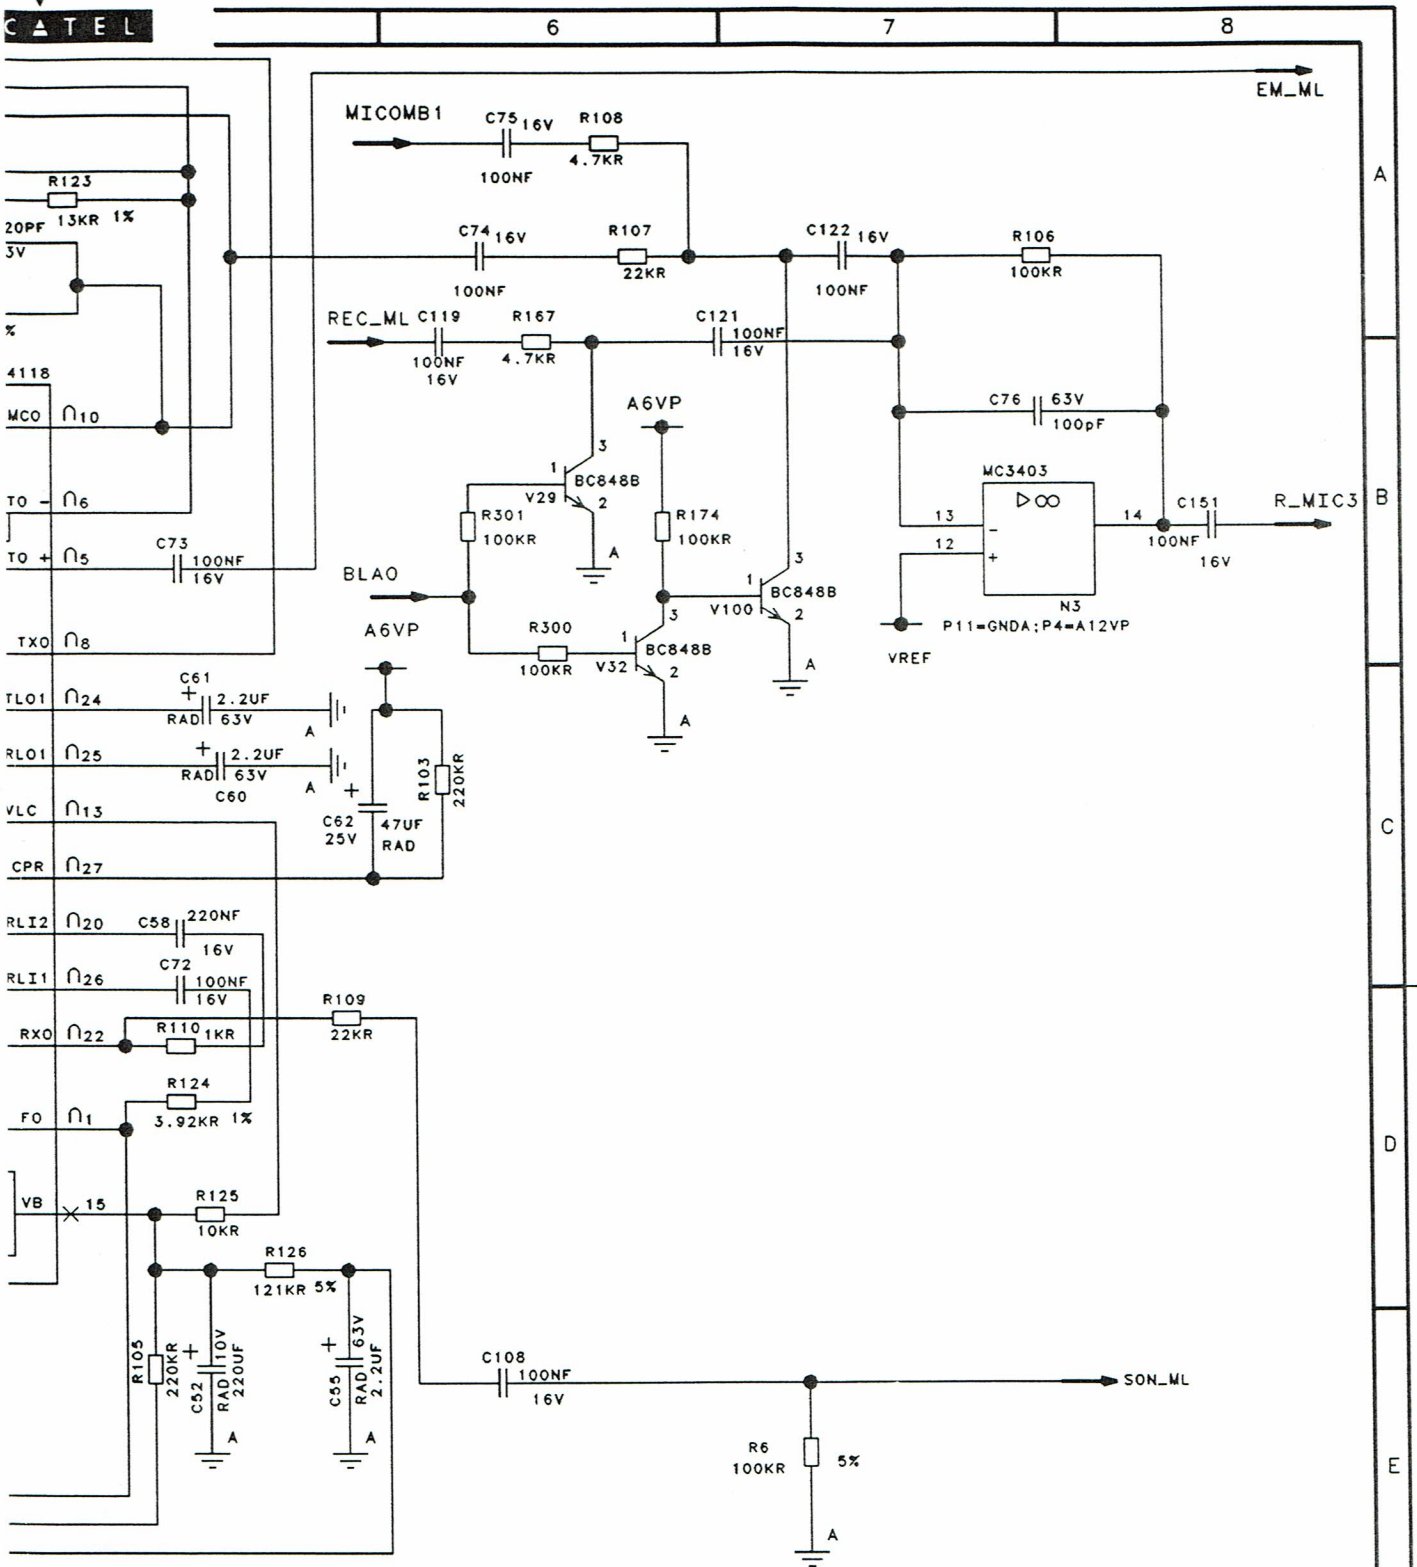 CATEL
6 7 8
EM_ML
MICOMB1
C75 16V
100NF
R108
4.7KR
A
R123
13KR 1%
20PF
3V
C74 16V
100NF
R107
22KR
C122 16V
100NF
R106
100KR
%
REC_ML
C119
100NF
16V
R167
4.7KR
C121
100NF
16V
4118
MCO 10
A6VP
C76 63V
100pF
3
1
BC848B
V29 2
A
MC3403
▷∞
13 -
12 +
14
N3
P11=GNDA;P4=A12VP
C151
100NF
16V
R_MIC3
B
TO - 6
R301
100KR
R174
100KR
TO + 5
C73
100NF
16V
BLA0
3
1
BC848B
V100 2
A
VREF
A6VP
TXO 8
R300
100KR
3
1
BC848B
V32 2
A
TLO1 24
C61
+ 2.2UF
RAD 63V
A
RLO1 25
+ 2.2UF
RAD 63V
C60
A
R103
220KR
+
C62 47UF
25V RAD
VLC 13
C
CPR 27
RLI2 20
C58 220NF
16V
RLI1 26
C72
100NF
16V
R109
22KR
RXO 22
R110 1KR
R124
3.92KR 1%
FO 1
D
VB 15
R125
10KR
R126
121KR 5%
R105
220KR
+
C52
RAD 10V
220UF
A
+
C55
RAD 63V
2.2UF
A
C108
100NF
16V
SON_ML
R6
100KR
5%
A
E